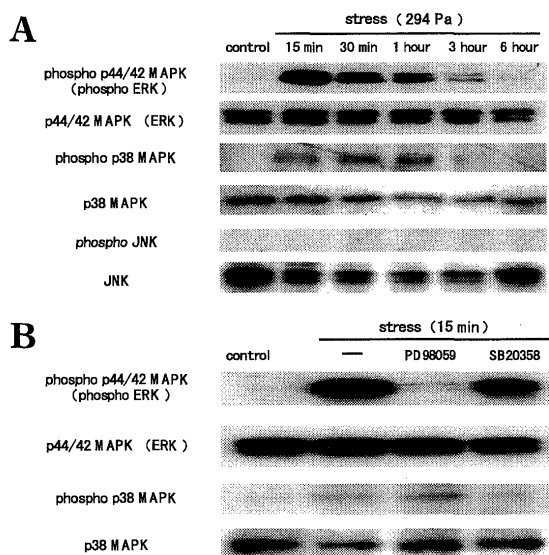 A
stress (294 Pa)
control 15 min 30 min 1 hour 3 hour 6 hour
phospho p44/42 MAPK
(phospho ERK)
p44/42 MAPK (ERK)
phospho p38 MAPK
p38 MAPK
phospho JNK
JNK
B
stress (15 min)
control — PD98059 SB20358
phospho p44/42 MAPK
(phospho ERK)
p44/42 MAPK (ERK)
phospho p38 MAPK
p38 MAPK